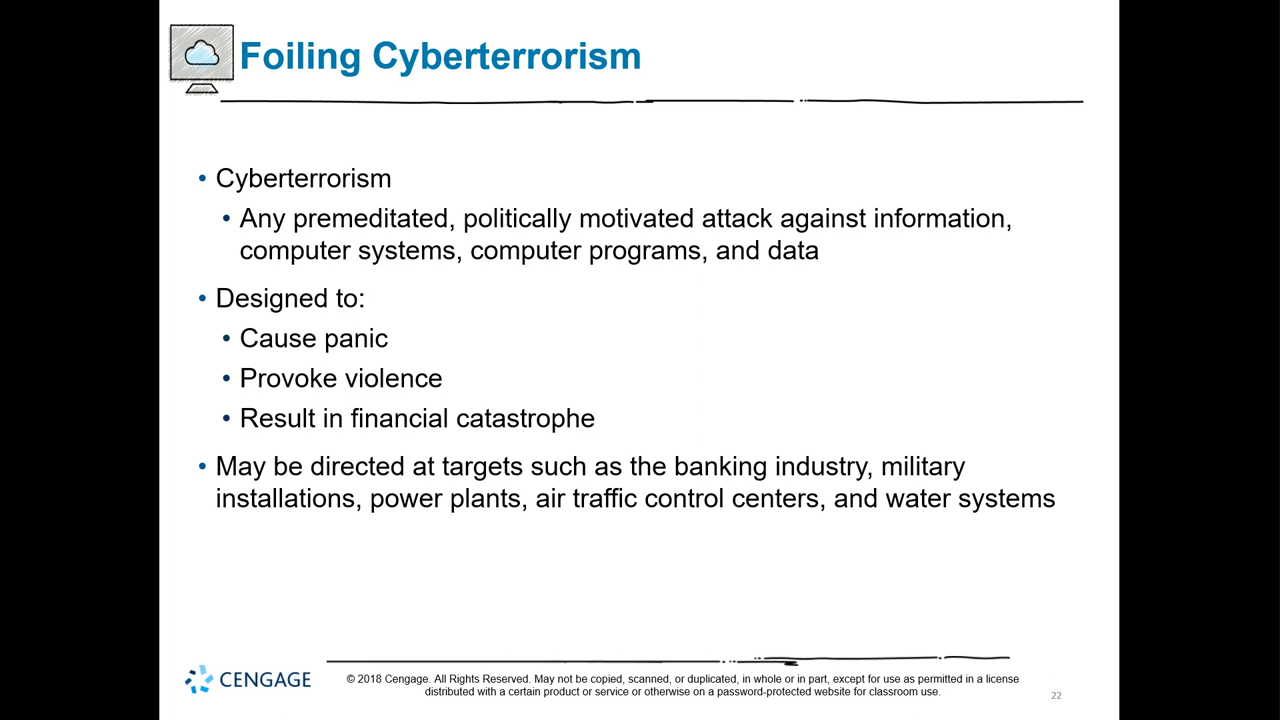 Foiling Cyberterrorism
• Cyberterrorism
• Any premeditated, politically motivated attack against information,
computer systems, computer programs, and data
• Designed to:
• Cause panic
• Provoke violence
• Result in financial catastrophe
• May be directed at targets such as the banking industry, military
installations, power plants, air traffic control centers, and water systems
CENGAGE
© 2018 Cengage. All Rights Reserved. May not be copied, scanned, or duplicated, in whole or in part, except for use as permitted in a license
distributed with a certain product or service or otherwise on a password-protected website for classroom use.
22